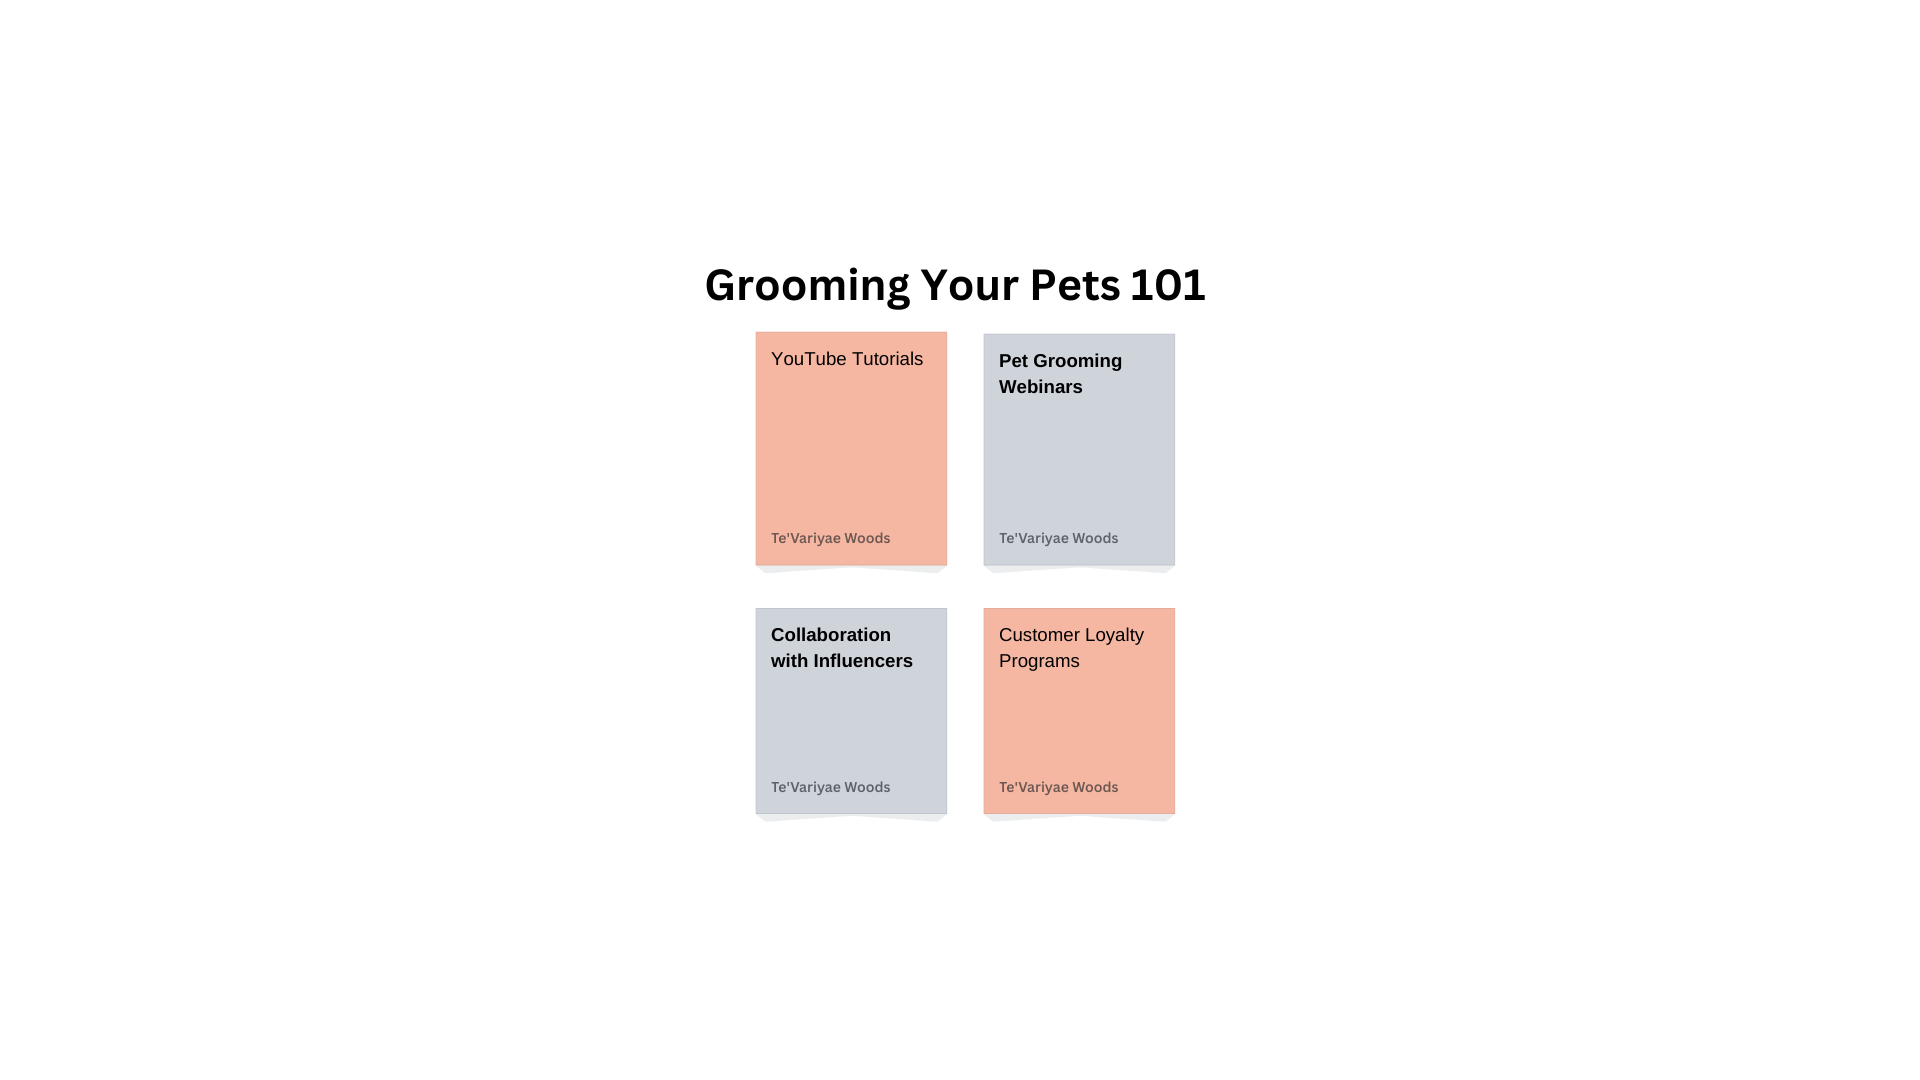 Grooming Your Pets 101
YouTube Tutorials
Te'Variyae Woods
Pet Grooming
Webinars
Te'Variyae Woods
Collaboration
with Influencers
Te'Variyae Woods
Customer Loyalty
Programs
Te'Variyae Woods